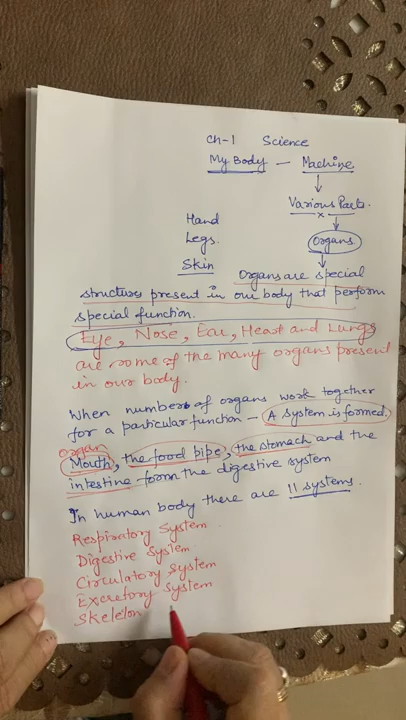 Ch-1 Science
My Body — Machine
Various Parts.
Hand
Legs. Organs
Skin
Organs are special
structures present in our body that perform
special function.
Eye, Nose, Ear, Heart and Lungs
are some of the many organs present
in our body.
When numbers of organs work together
for a particular function - A system is formed.
organ
Mouth, the food pipe, the stomach and the
intestine form the digestive system
In human body there are 11 systems.
Respiratory System
Digestive System
Circulatory System
Excretory System
Skeleton